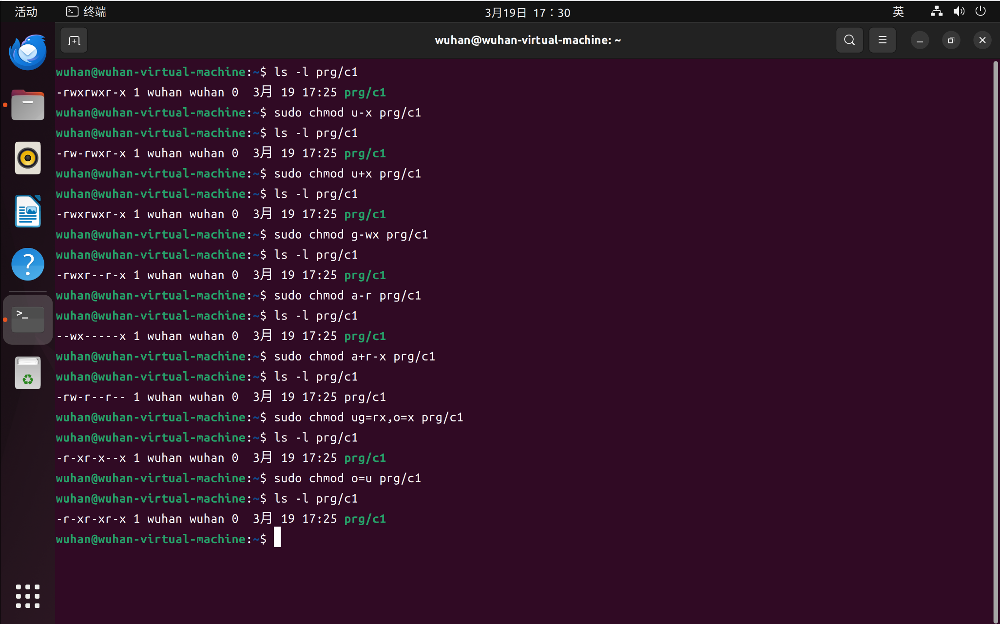 活动 终端 3月19日 17：30 英
wuhan@wuhan-virtual-machine: ~
wuhan@wuhan-virtual-machine:~$ ls -l prg/c1
-rwxrwxr-x 1 wuhan wuhan 0  3月 19 17:25 prg/c1
wuhan@wuhan-virtual-machine:~$ sudo chmod u-x prg/c1
wuhan@wuhan-virtual-machine:~$ ls -l prg/c1
-rw-rwxr-x 1 wuhan wuhan 0  3月 19 17:25 prg/c1
wuhan@wuhan-virtual-machine:~$ sudo chmod u+x prg/c1
wuhan@wuhan-virtual-machine:~$ ls -l prg/c1
-rwxrwxr-x 1 wuhan wuhan 0  3月 19 17:25 prg/c1
wuhan@wuhan-virtual-machine:~$ sudo chmod g-wx prg/c1
wuhan@wuhan-virtual-machine:~$ ls -l prg/c1
-rwxr--r-x 1 wuhan wuhan 0  3月 19 17:25 prg/c1
wuhan@wuhan-virtual-machine:~$ sudo chmod a-r prg/c1
wuhan@wuhan-virtual-machine:~$ ls -l prg/c1
--wx-----x 1 wuhan wuhan 0  3月 19 17:25 prg/c1
wuhan@wuhan-virtual-machine:~$ sudo chmod a+r-x prg/c1
wuhan@wuhan-virtual-machine:~$ ls -l prg/c1
-rw-r--r-- 1 wuhan wuhan 0  3月 19 17:25 prg/c1
wuhan@wuhan-virtual-machine:~$ sudo chmod ug=rx,o=x prg/c1
wuhan@wuhan-virtual-machine:~$ ls -l prg/c1
-r-xr-x--x 1 wuhan wuhan 0  3月 19 17:25 prg/c1
wuhan@wuhan-virtual-machine:~$ sudo chmod o=u prg/c1
wuhan@wuhan-virtual-machine:~$ ls -l prg/c1
-r-xr-xr-x 1 wuhan wuhan 0  3月 19 17:25 prg/c1
wuhan@wuhan-virtual-machine:~$